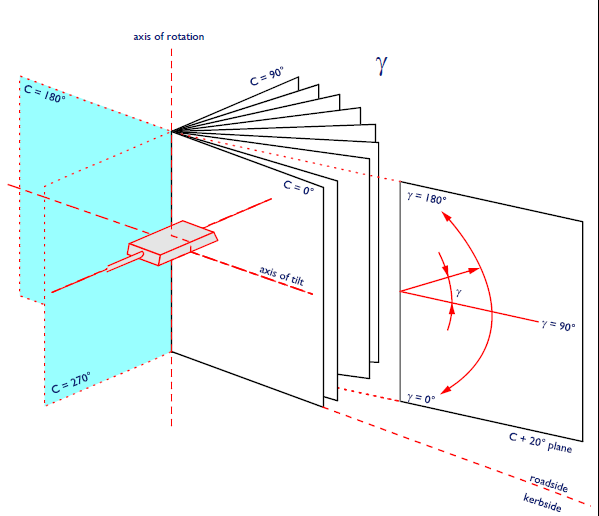 axis of rotation
γ
C = 90°
C = 180°
C = 0°
γ = 180°
axis of tilt
γ
γ = 90°
C = 270°
γ = 0°
C + 20° plane
roadside
kerbside